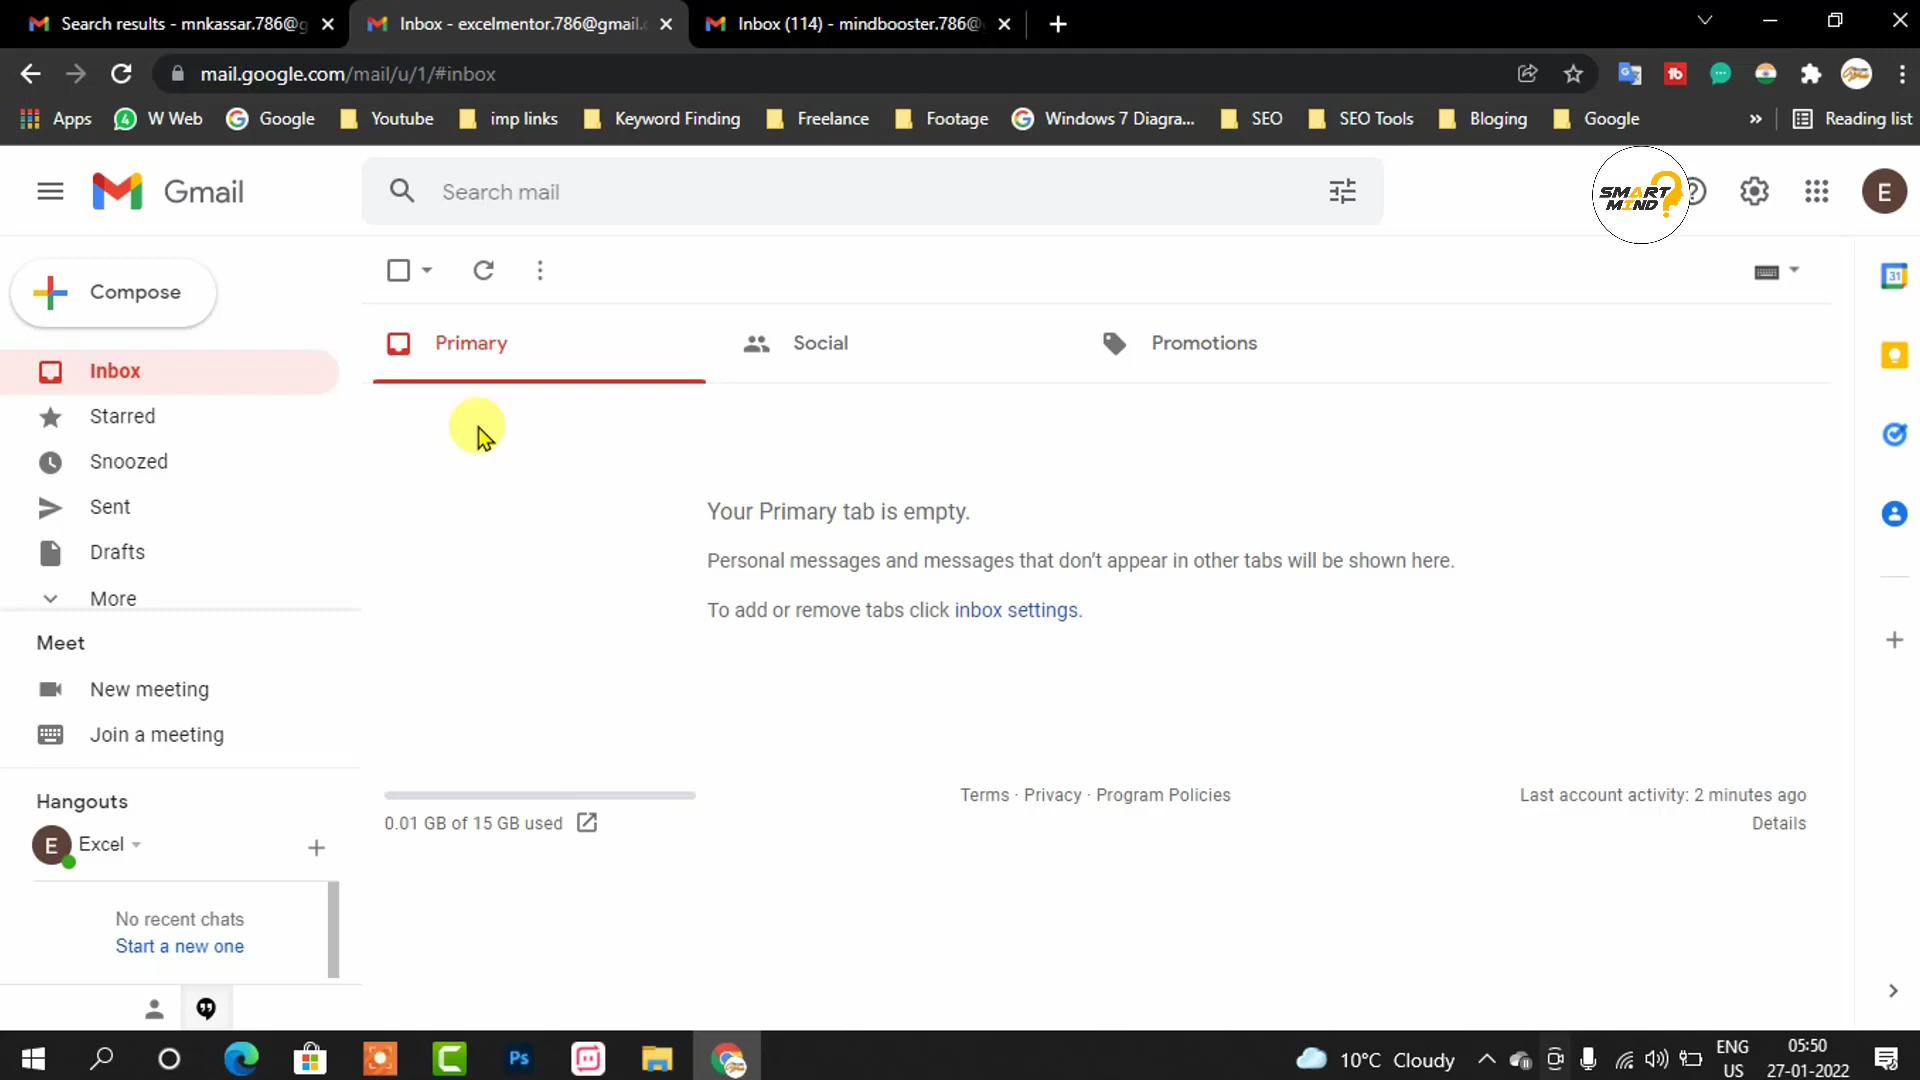 Search results - mnkassar.786@g
Inbox - excelmentor.786@gmail.
Inbox (114) - mindbooster.786@
mail.google.com/mail/u/1/#inbox
Apps
W Web
Google
Youtube
imp links
Keyword Finding
Freelance
Footage
Windows 7 Diagra...
SEO
SEO Tools
Bloging
Google
»
Reading list
Gmail
Search mail
SMART MIND
E
Compose
Primary
Social
Promotions
31
Inbox
Starred
Snoozed
Sent
Drafts
More
Your Primary tab is empty.
Personal messages and messages that don't appear in other tabs will be shown here.
To add or remove tabs click inbox settings.
Meet
New meeting
Join a meeting
Hangouts
E Excel
No recent chats
Start a new one
0.01 GB of 15 GB used
Terms · Privacy · Program Policies
Last account activity: 2 minutes ago
Details
Ps
10°C Cloudy
ENG
US
05:50
27-01-2022